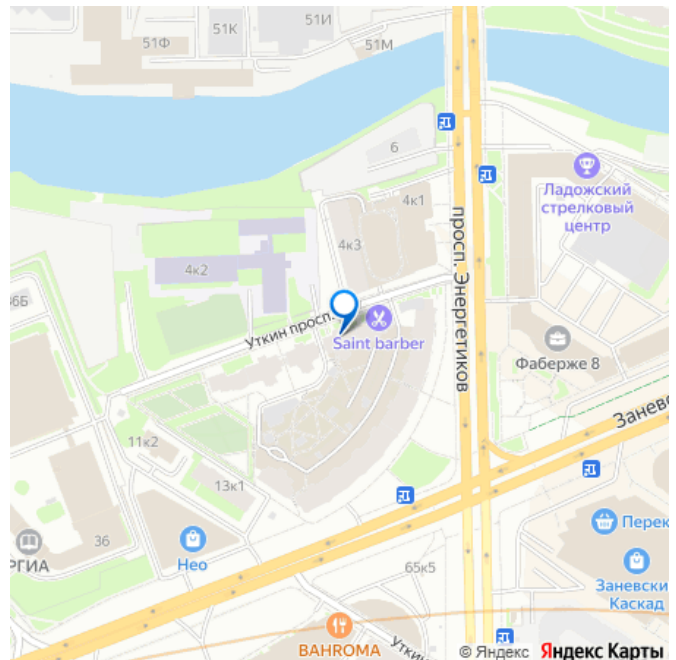 51И
51К
51Ф
51М
6
Ладожский
стрелковый
центр
4к1
4к3
4к2
просп. Энергетиков
36Б
Уткин просп.
Saint barber
Фаберже 8
Заневс
11к2
13к1
Перек
36
РГИА
Нео
65к5
Заневски
Каскад
BAHROMA
Уткин
© Яндекс Яндекс Карты